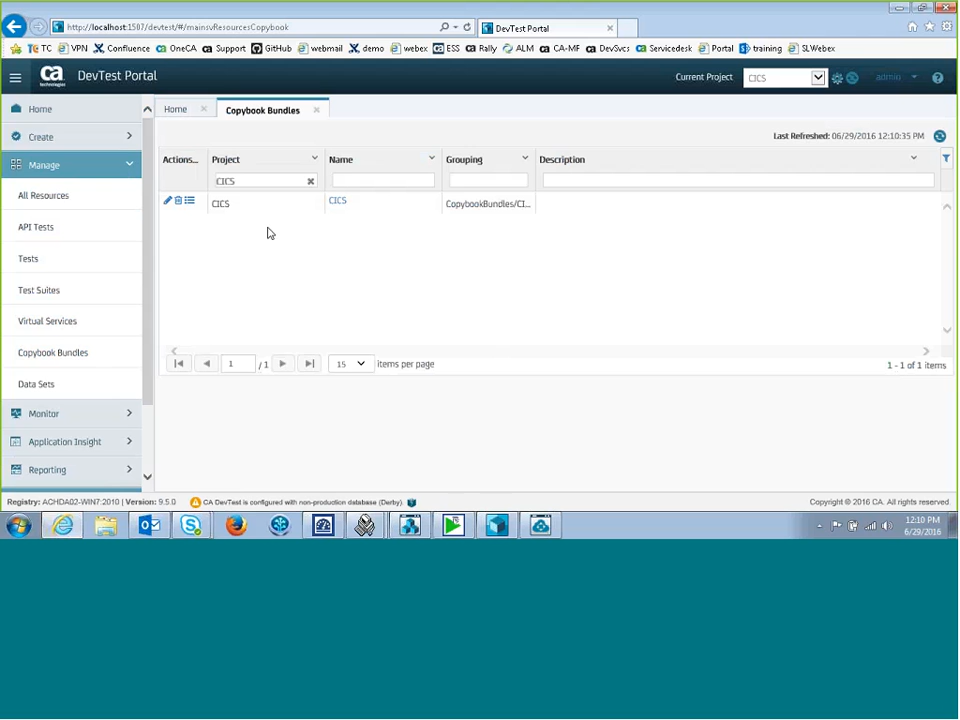 http://localhost:1507/devtest/#/mainsvResourcesCopybook
DevTest Portal
TC VPN Confluence OneCA Support GitHub webmail demo webex ESS Rally ALM CA-MF DevSvcs Servicedesk Portal training SLWebex
ca
technologies
DevTest Portal
Current Project
CICS
admin
Home
Home
Copybook Bundles
Create
Last Refreshed: 06/29/2016 12:10:35 PM
Manage
Actions...
Project
Name
Grouping
Description
CICS
All Resources
CICS
CICS
CopybookBundles/CI...
API Tests
Tests
Test Suites
Virtual Services
Copybook Bundles
1
/ 1
15
items per page
1 - 1 of 1 items
Data Sets
Monitor
Application Insight
Reporting
Registry: ACHDA02-WIN7:2010 | Version: 9.5.0
CA DevTest is configured with non-production database (Derby).
Copyright © 2016 CA. All rights reserved.
12:10 PM
6/29/2016